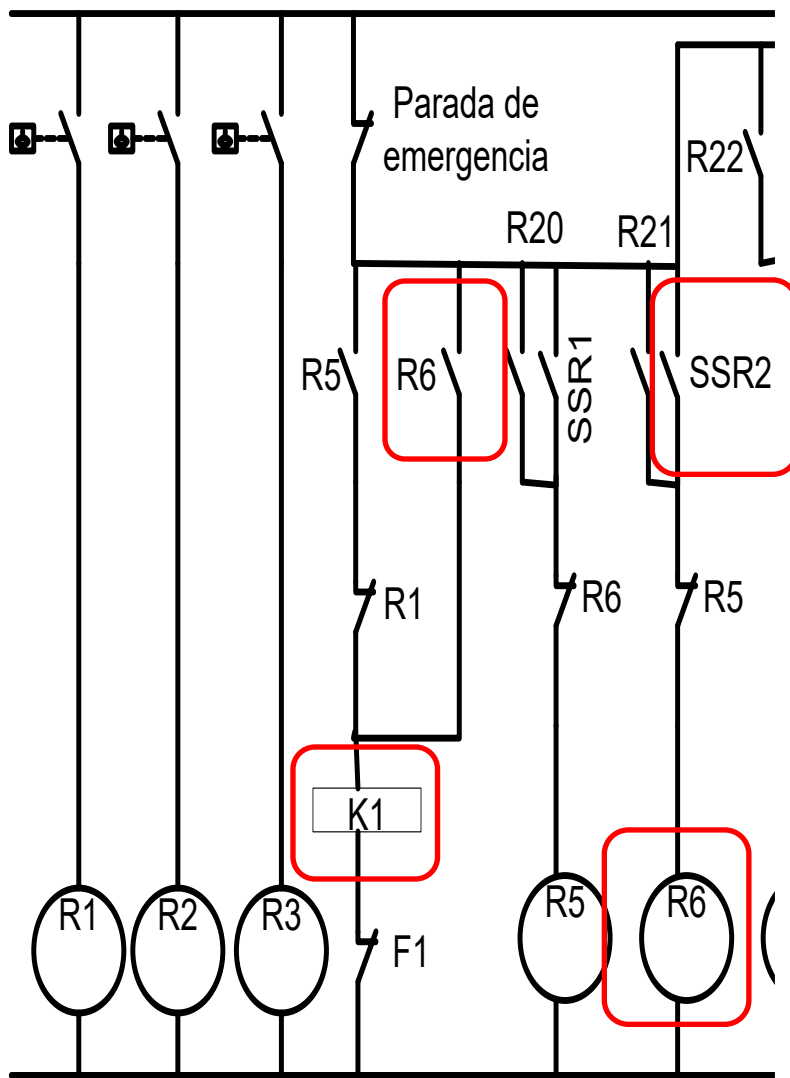 Parada de
emergencia
R22
R20
R21
R5
R6
SSR1
SSR2
R1
R6
R5
K1
R1
R2
R3
F1
R5
R6